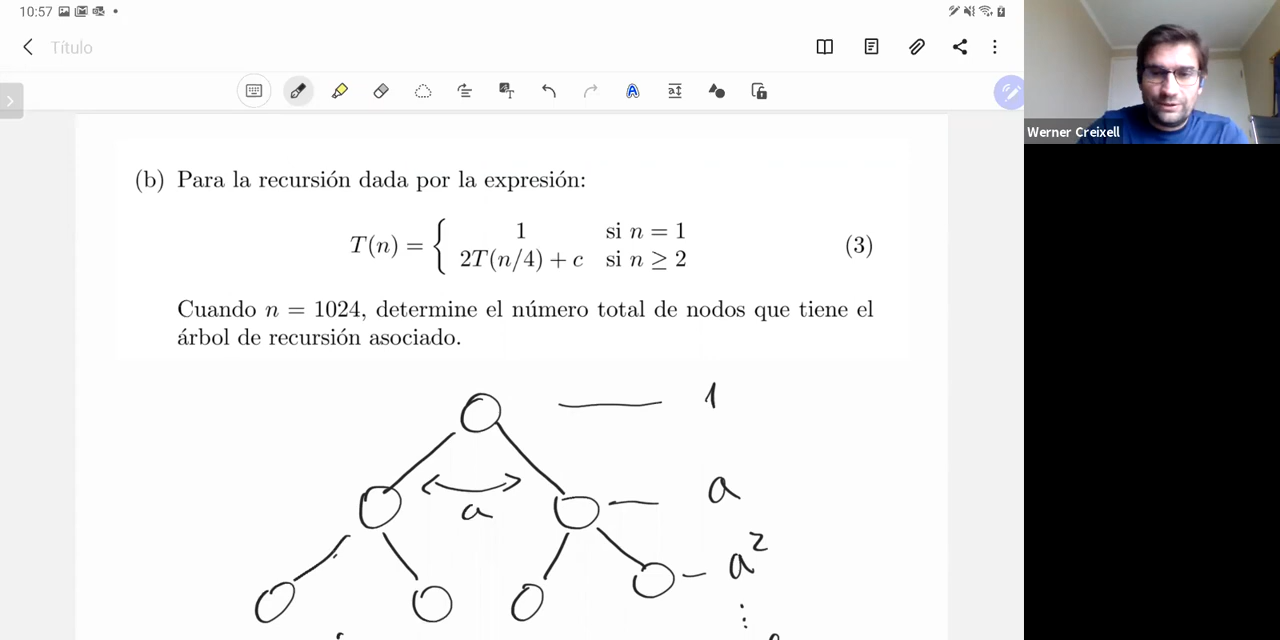 10:57
Título
Werner Creixell
(b) Para la recursión dada por la expresión:
T(n) = { 1 si n = 1
2T(n/4) + c si n ≥ 2
(3)
Cuando n = 1024, determine el número total de nodos que tiene el
árbol de recursión asociado.
1
a
a
a²
⋮